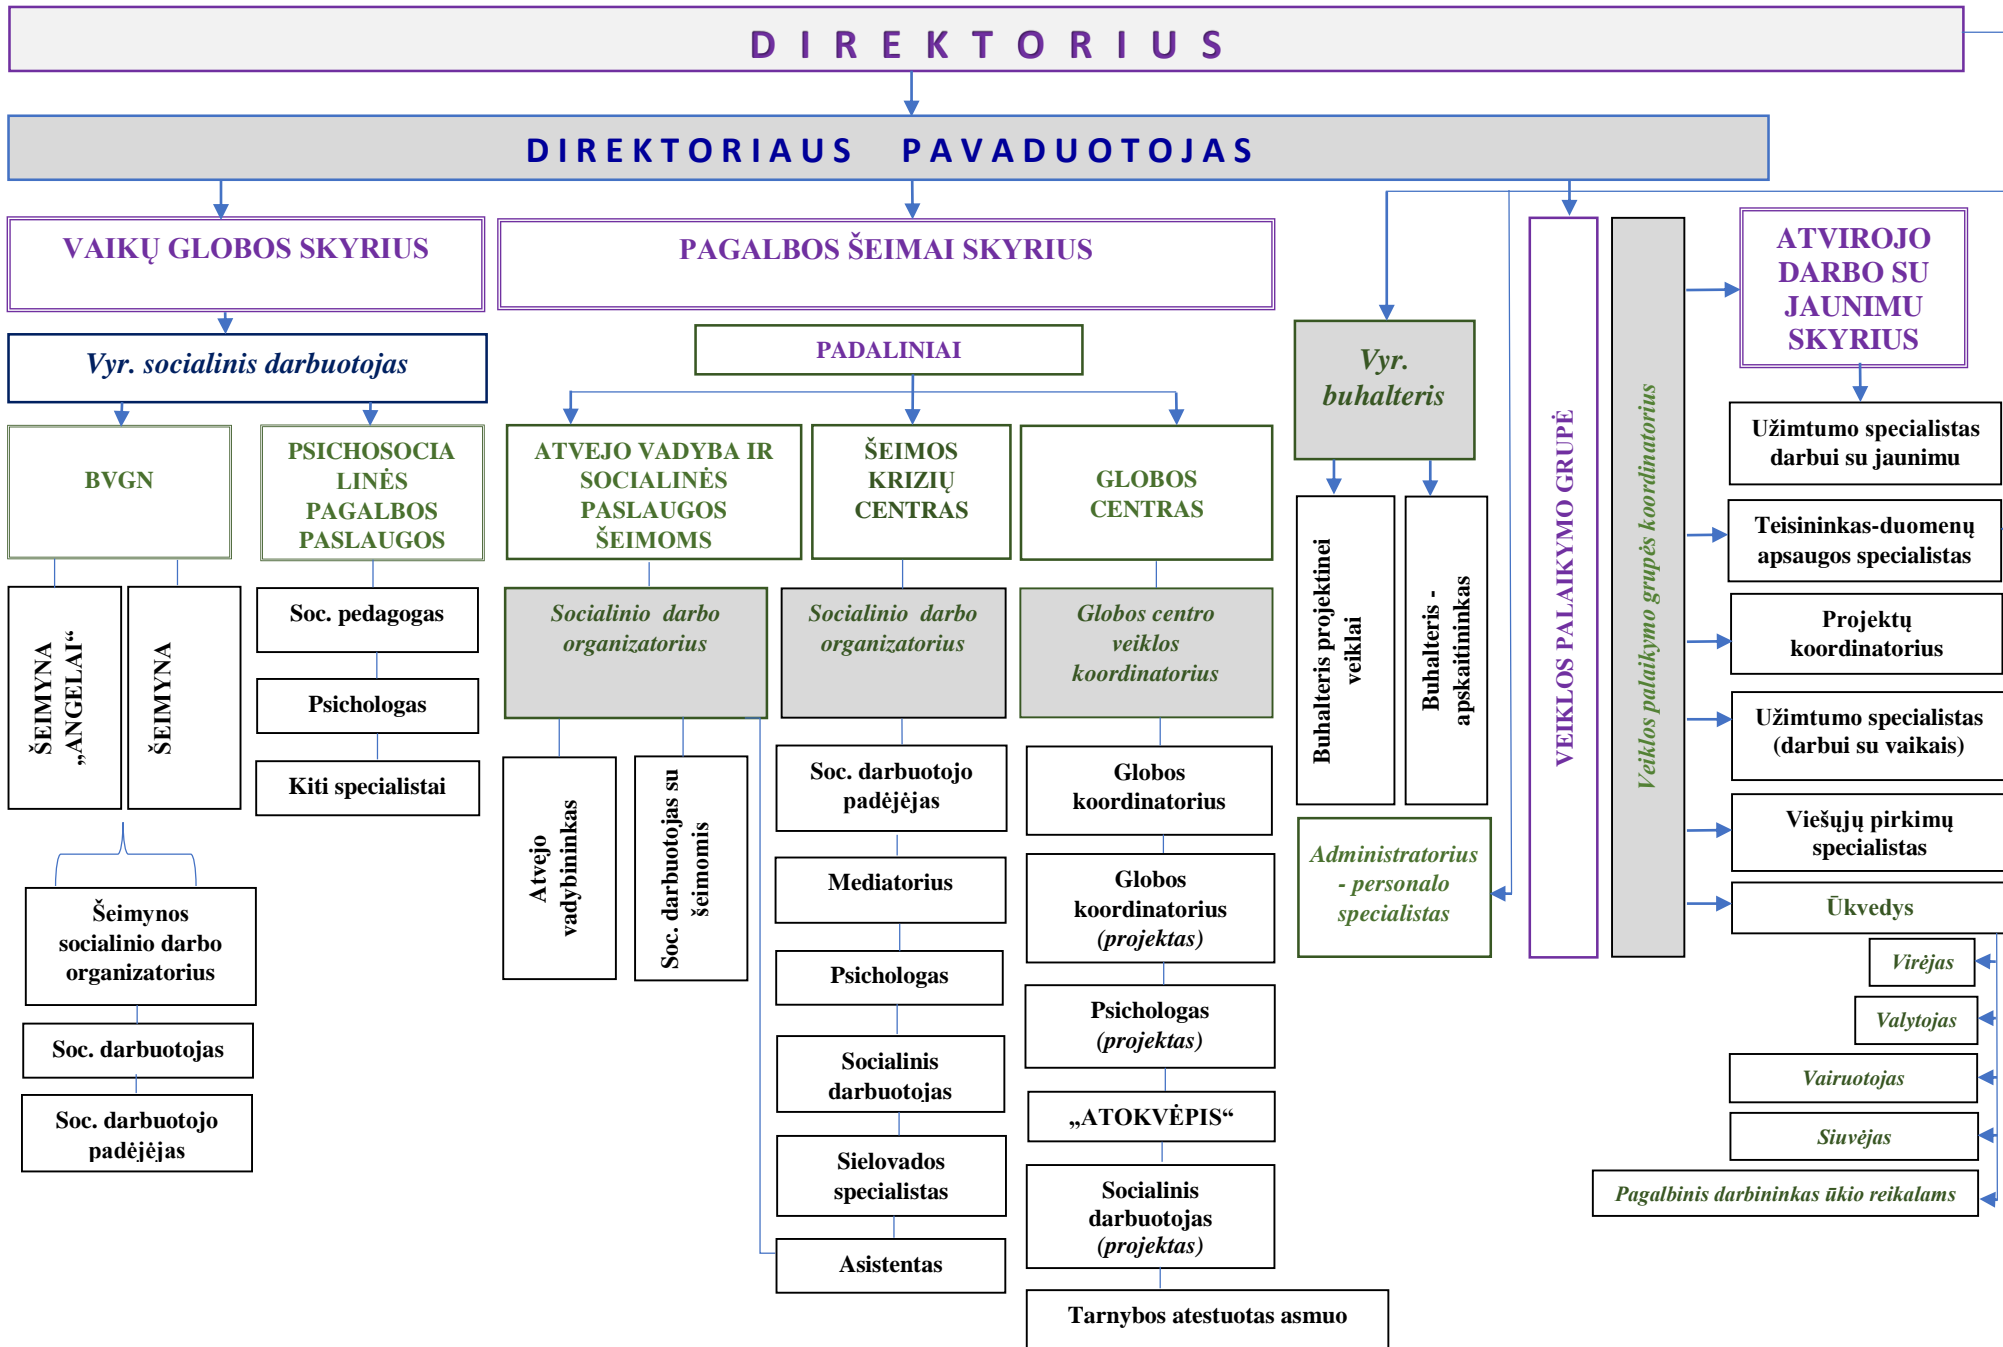 DIREKTORIUS
DIREKTORIAUS PAVADUOTOJAS
VAIKŲ GLOBOS SKYRIUS
Vyr. socialinis darbuotojas
BVGN
PSICHOSOCIA
LINĖS
PAGALBOS
PASLAUGOS
ŠEIMYNA
„ANGELAI“
ŠEIMYNA
Soc. pedagogas
Psichologas
Kiti specialistai
Šeimynos
socialinio darbo
organizatorius
Soc. darbuotojas
Soc. darbuotojo
padėjėjas
PAGALBOS ŠEIMAI SKYRIUS
PADALINIAI
ATVEJO VADYBA IR
SOCIALINĖS
PASLAUGOS
ŠEIMOMS
Socialinio darbo
organizatorius
Atvejo
vadybininkas
Soc. darbuotojas su
šeimomis
ŠEIMOS
KRIZIŲ
CENTRAS
Socialinio darbo
organizatorius
Soc. darbuotojo
padėjėjas
Mediatorius
Psichologas
Socialinis
darbuotojas
Sielovados
specialistas
Asistentas
GLOBOS
CENTRAS
Globos centro
veiklos
koordinatorius
Globos
koordinatorius
Globos
koordinatorius
(projektas)
Psichologas
(projektas)
„ATOKVĖPIS“
Socialinis
darbuotojas
(projektas)
Tarnybos atestuotas asmuo
Vyr.
buhalteris
Buhalteris projektinei
veiklai
Buhalteris -
apskaitininkas
Administratorius
- personalo
specialistas
VEIKLOS PALAIKYMO GRUPĖ
Veiklos palaikymo grupės koordinatorius
ATVIROJO
DARBO SU
JAUNIMU
SKYRIUS
Užimtumo specialistas
darbui su jaunimu
Teisininkas-duomenų
apsaugos specialistas
Projektų
koordinatorius
Užimtumo specialistas
(darbui su vaikais)
Viešųjų pirkimų
specialistas
Ūkvedys
Virėjas
Valytojas
Vairuotojas
Siuvėjas
Pagalbinis darbininkas ūkio reikalams